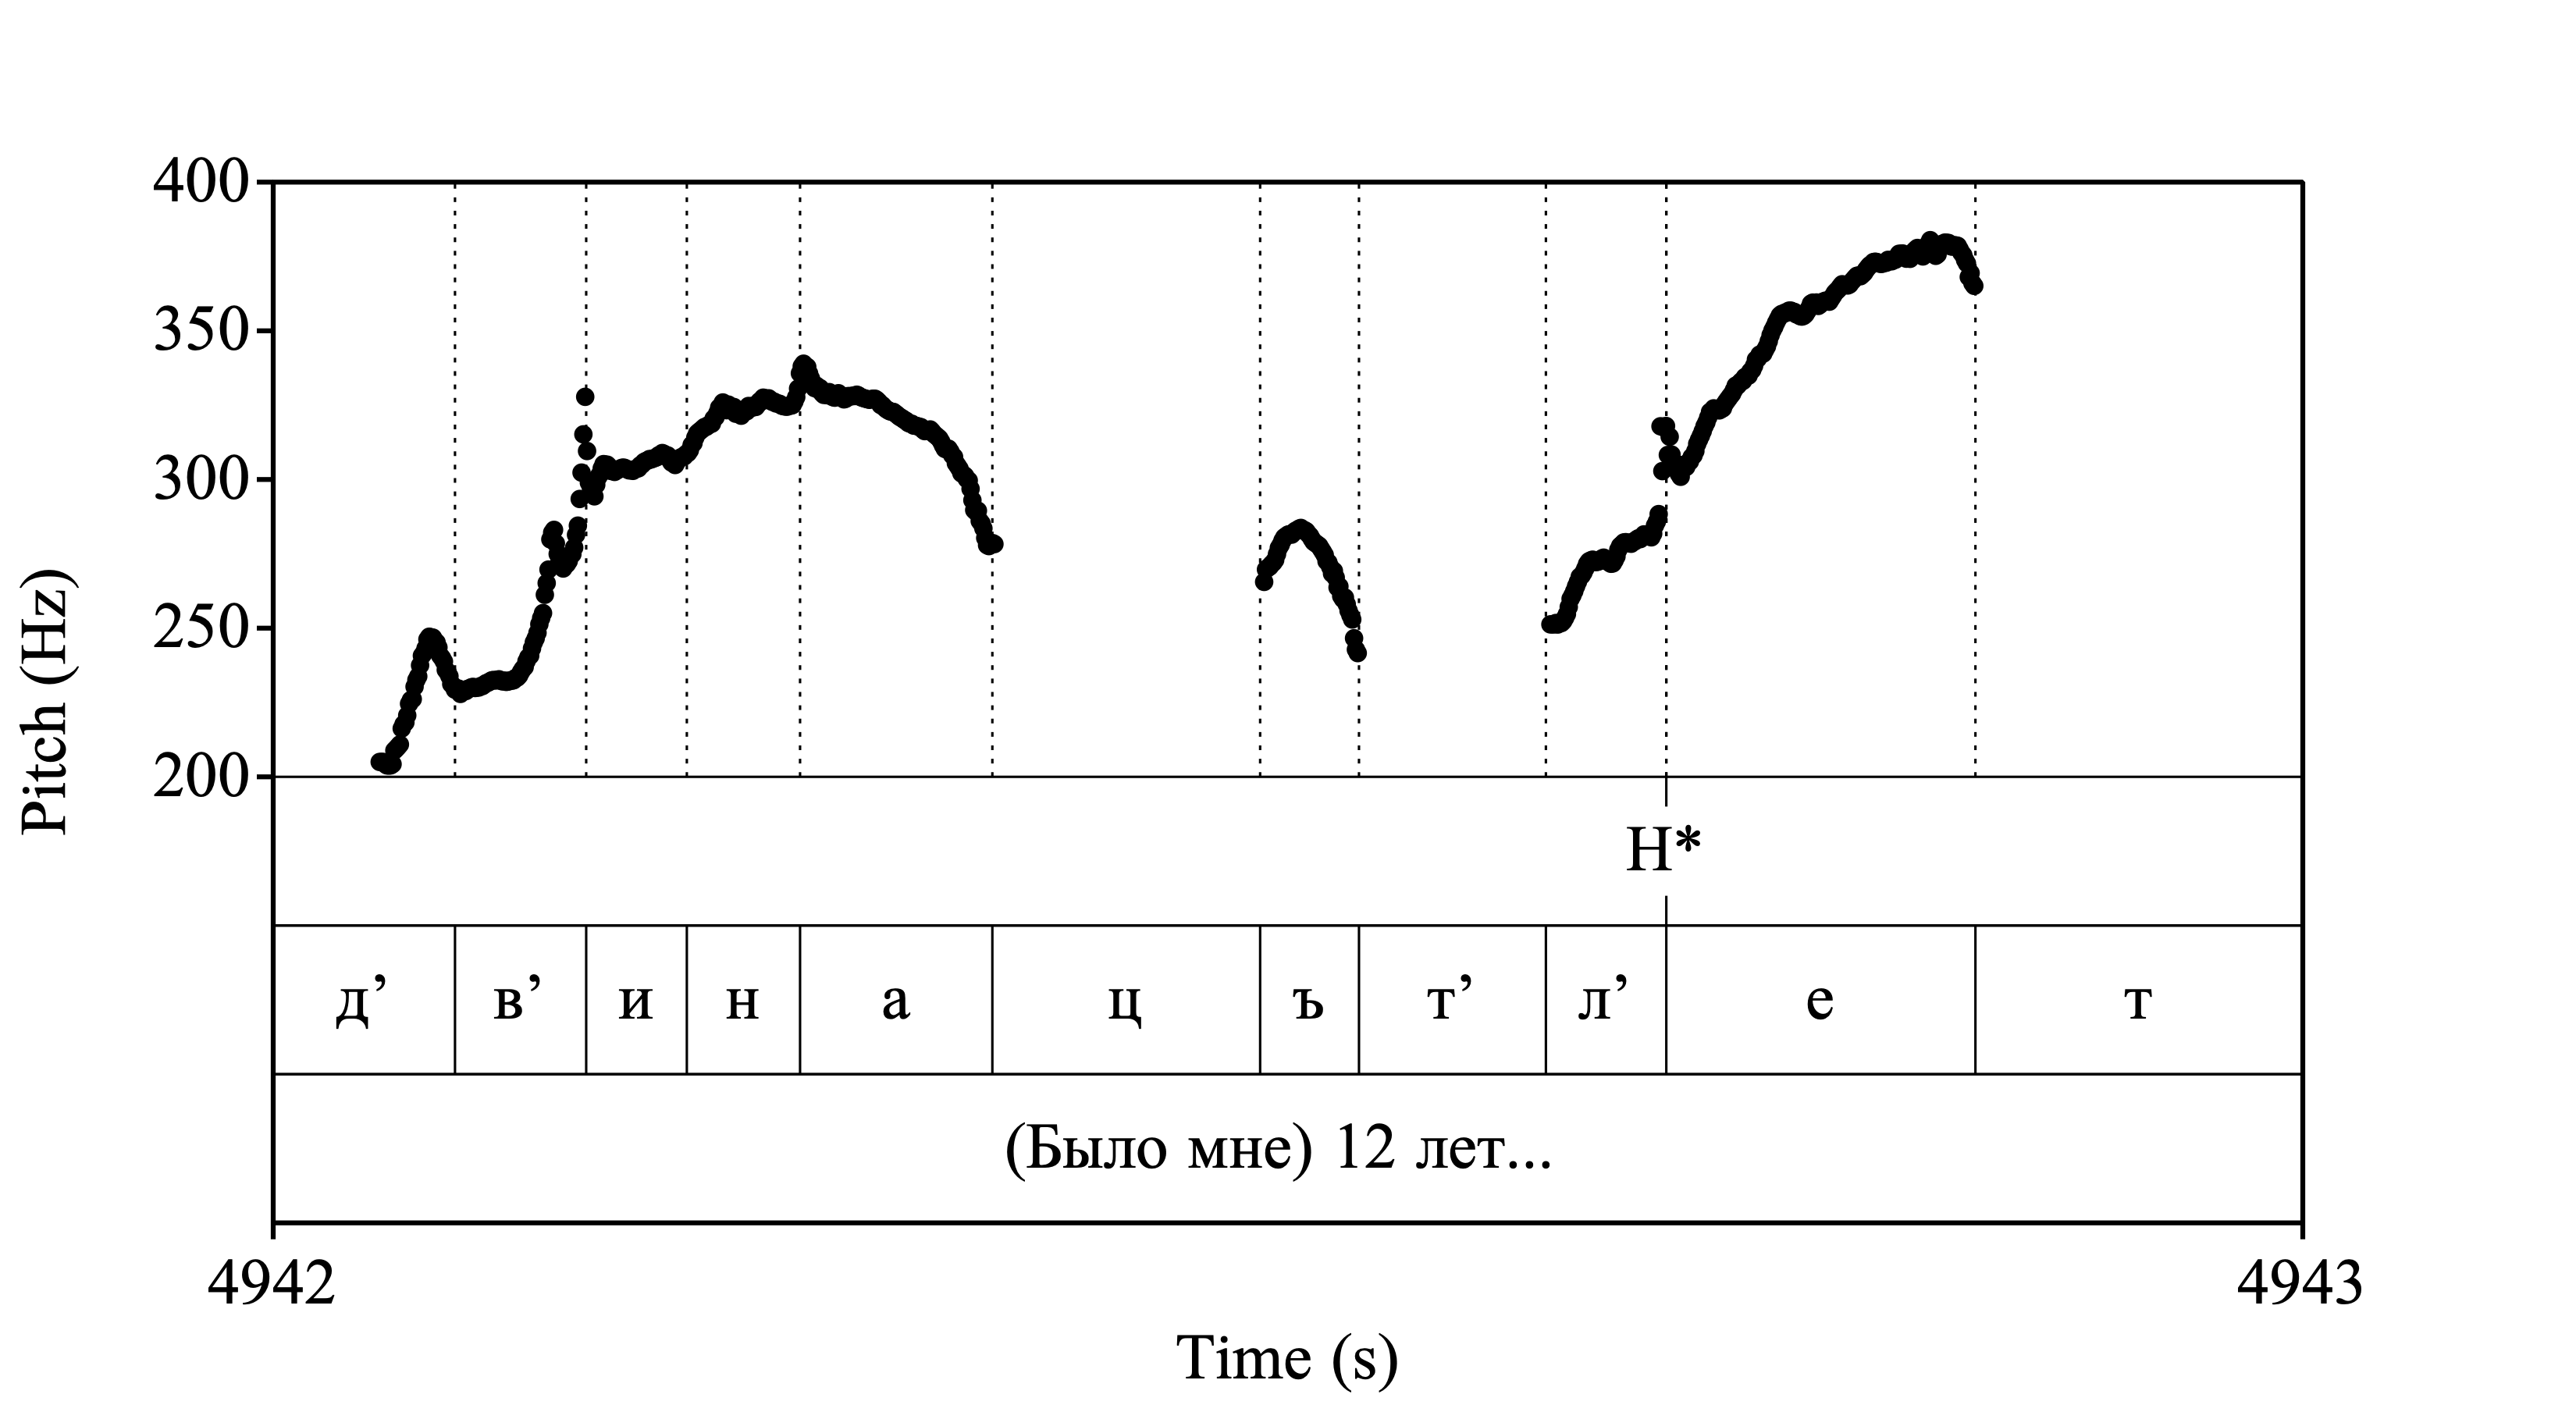 400
350
300
250
200
Pitch (Hz)
H*
д’ в’ и н а ц ъ т’ л’ е т
(Было мне) 12 лет...
4942 4943
Time (s)